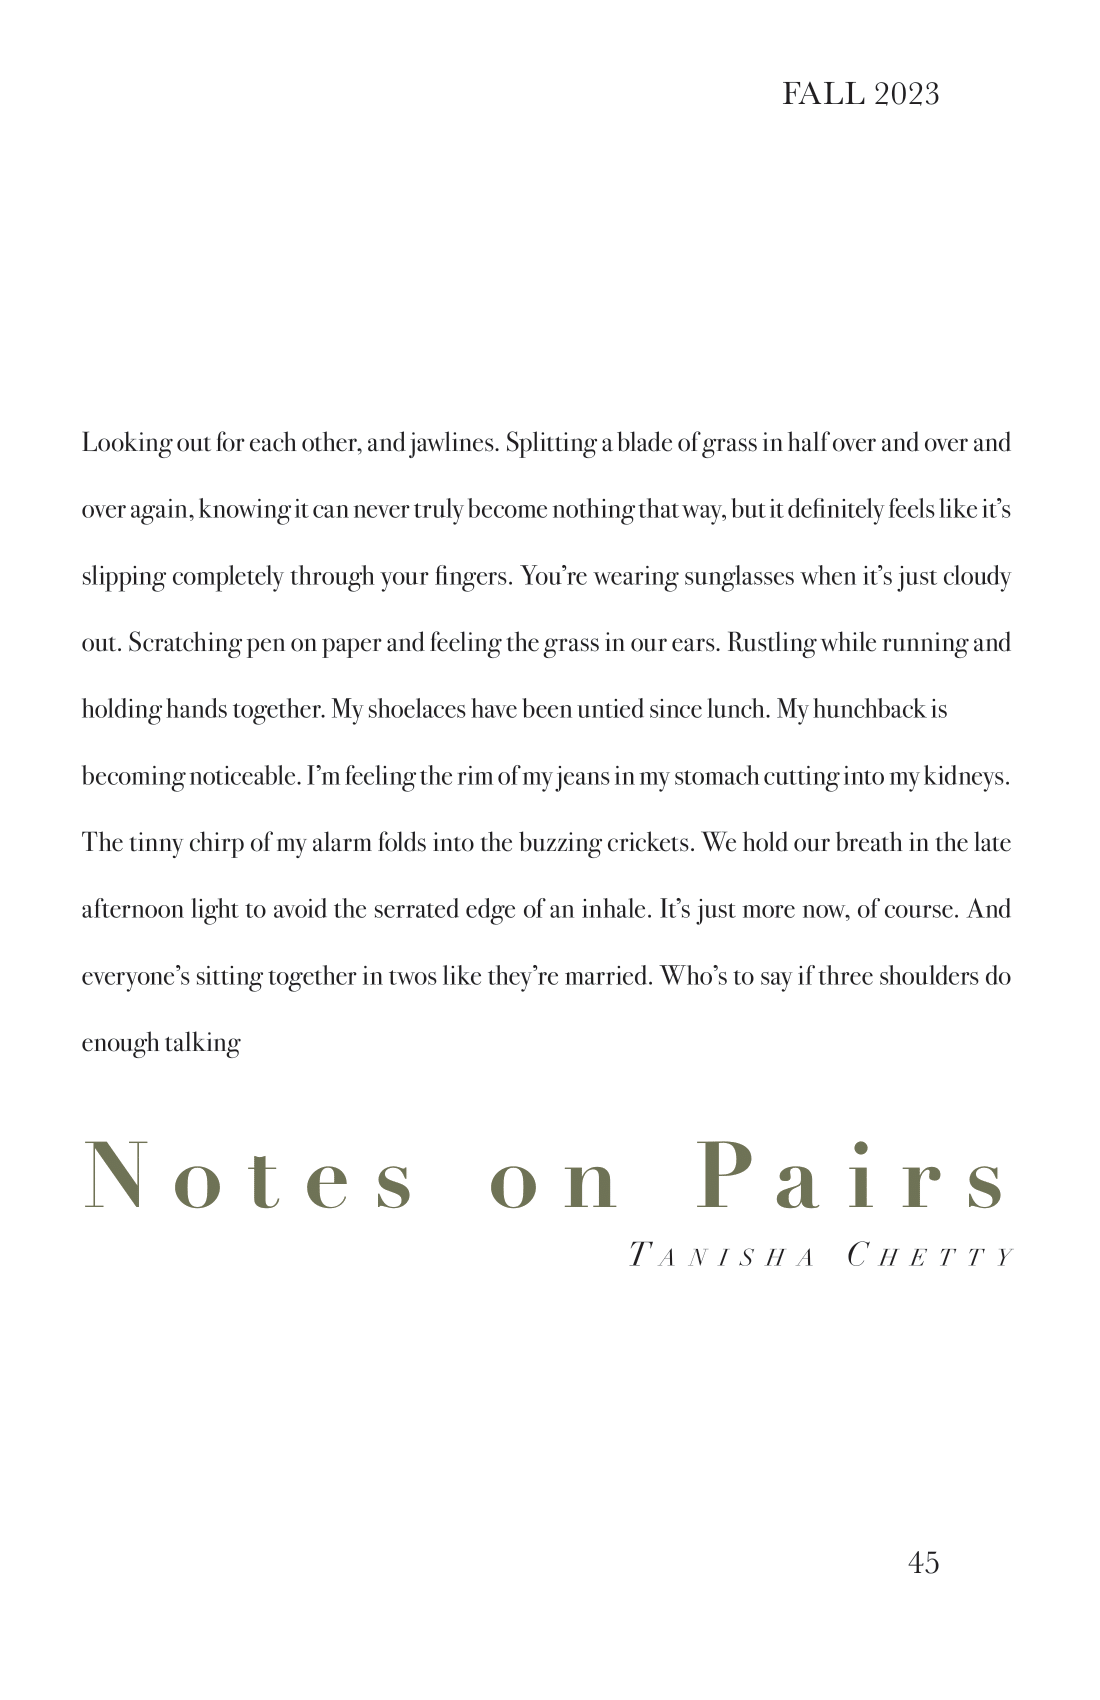 FALL 2023
Looking out for each other, and jawlines. Splitting a blade of grass in half over and over and
over again, knowing it can never truly become nothing that way, but it definitely feels like it’s
slipping completely through your fingers. You’re wearing sunglasses when it’s just cloudy
out. Scratching pen on paper and feeling the grass in our ears. Rustling while running and
holding hands together. My shoelaces have been untied since lunch. My hunchback is
becoming noticeable. I’m feeling the rim of my jeans in my stomach cutting into my kidneys.
The tinny chirp of my alarm folds into the buzzing crickets. We hold our breath in the late
afternoon light to avoid the serrated edge of an inhale. It’s just more now, of course. And
everyone’s sitting together in twos like they’re married. Who’s to say if three shoulders do
enough talking
Notes on Pairs
Tanisha Chetty
45